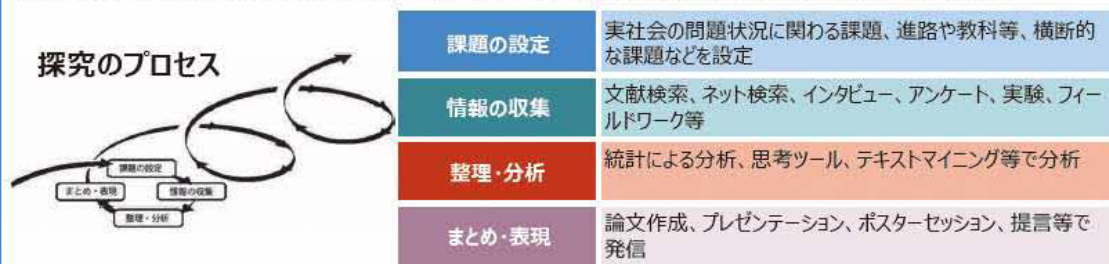 探究のプロセス
課題の設定
まとめ・表現
情報の収集
整理・分析
課題の設定
実社会の問題状況に関わる課題、進路や教科等、横断的
な課題などを設定
情報の収集
文献検索、ネット検索、インタビュー、アンケート、実験、フィー
ルドワーク等
整理・分析
統計による分析、思考ツール、テキストマイニング等で分析
まとめ・表現
論文作成、プレゼンテーション、ポスターセッション、提言等で
発信